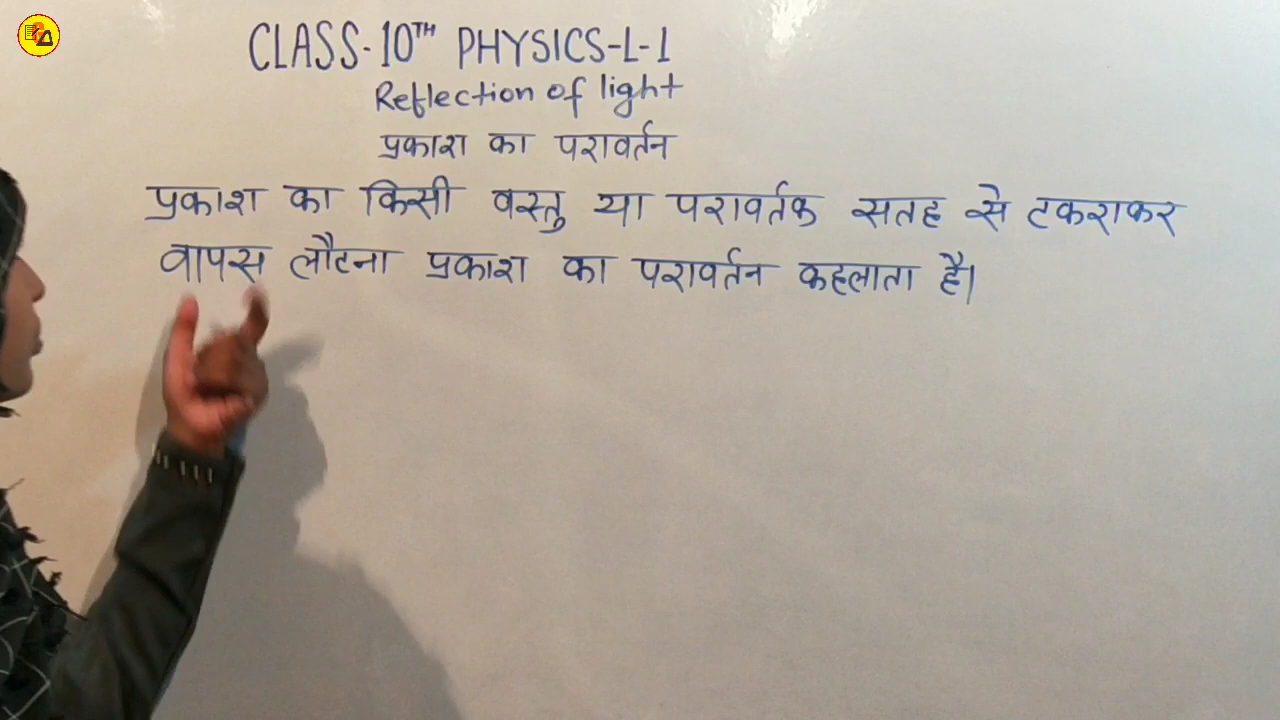 CLASS-10TH PHYSICS-L-1
Reflection of light
प्रकाश का परावर्तन
प्रकाश का किसी वस्तु या परावर्तक सतह से टकराकर
वापस लौटना प्रकाश का परावर्तन कहलाता है।